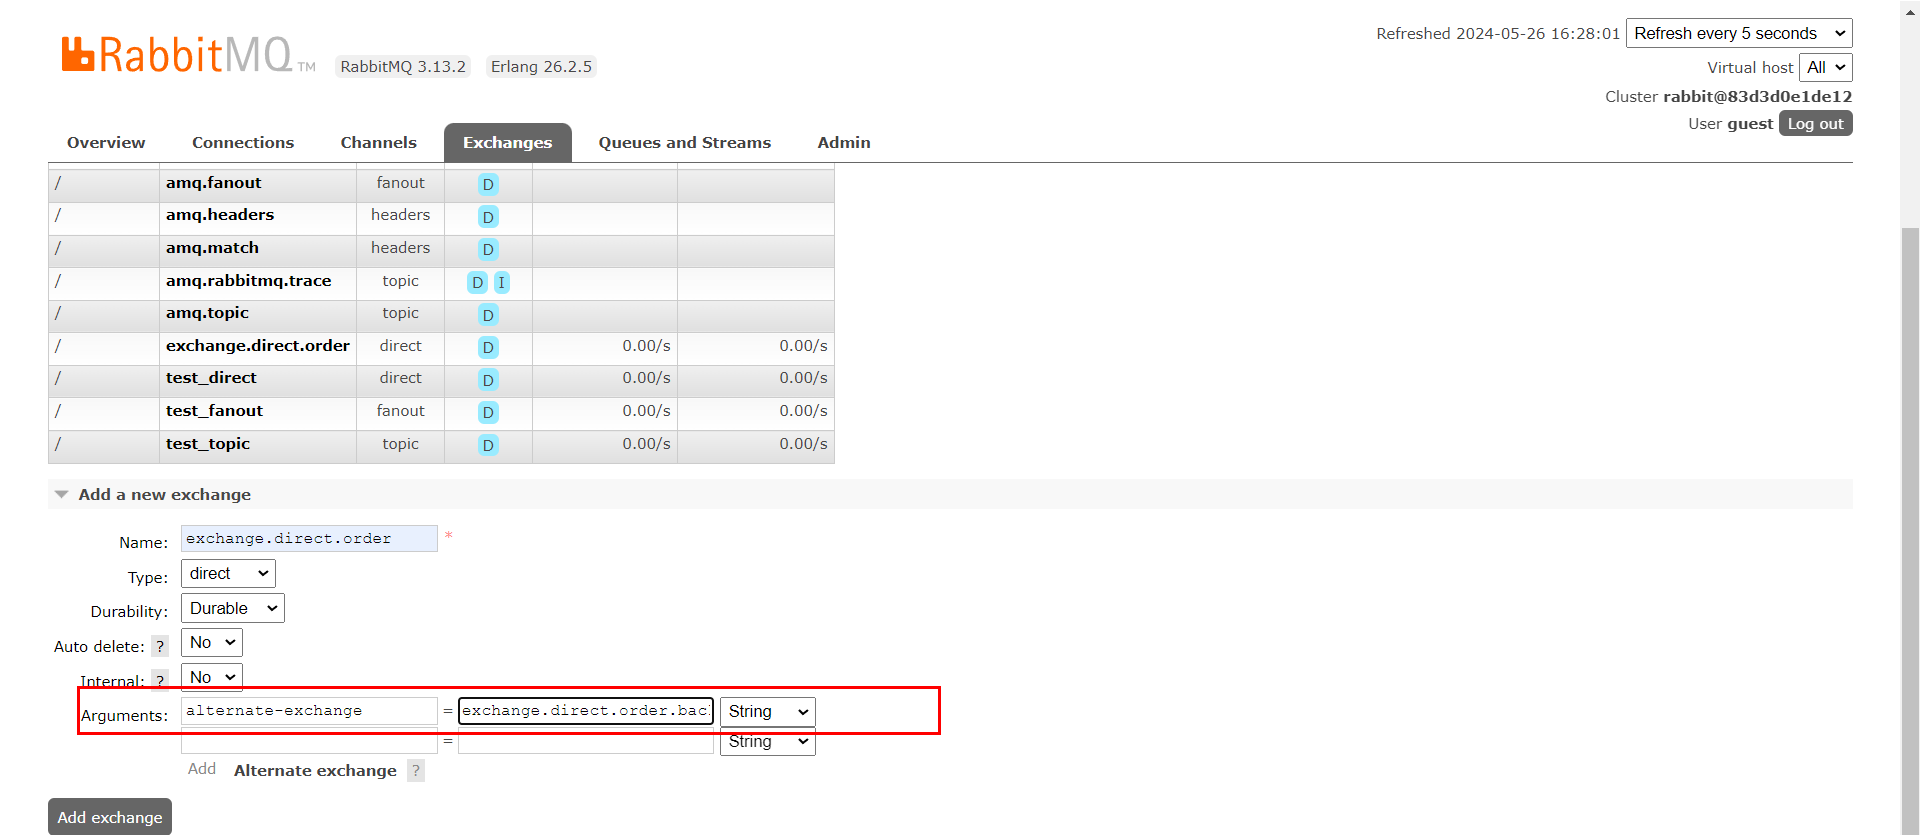 RabbitMQ TM RabbitMQ 3.13.2 Erlang 26.2.5
Refreshed 2024-05-26 16:28:01 Refresh every 5 seconds
Virtual host All
Cluster rabbit@83d3d0e1de12
User guest Log out
Overview Connections Channels Exchanges Queues and Streams Admin
/ amq.fanout fanout D
/ amq.headers headers D
/ amq.match headers D
/ amq.rabbitmq.trace topic D I
/ amq.topic topic D
/ exchange.direct.order direct D 0.00/s 0.00/s
/ test_direct direct D 0.00/s 0.00/s
/ test_fanout fanout D 0.00/s 0.00/s
/ test_topic topic D 0.00/s 0.00/s
Add a new exchange
Name: exchange.direct.order *
Type: direct
Durability: Durable
Auto delete: ? No
Internal: ? No
Arguments: alternate-exchange = exchange.direct.order.bac String
= String
Add Alternate exchange ?
Add exchange